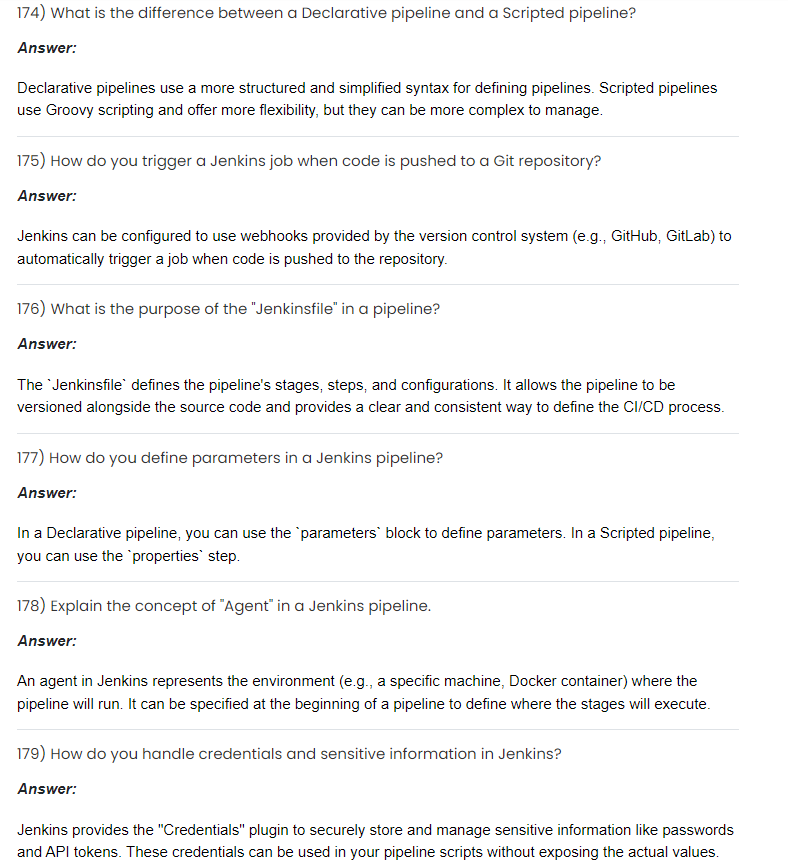 174) What is the difference between a Declarative pipeline and a Scripted pipeline?
Answer:
Declarative pipelines use a more structured and simplified syntax for defining pipelines. Scripted pipelines
use Groovy scripting and offer more flexibility, but they can be more complex to manage.
175) How do you trigger a Jenkins job when code is pushed to a Git repository?
Answer:
Jenkins can be configured to use webhooks provided by the version control system (e.g., GitHub, GitLab) to
automatically trigger a job when code is pushed to the repository.
176) What is the purpose of the "Jenkinsfile" in a pipeline?
Answer:
The `Jenkinsfile` defines the pipeline's stages, steps, and configurations. It allows the pipeline to be
versioned alongside the source code and provides a clear and consistent way to define the CI/CD process.
177) How do you define parameters in a Jenkins pipeline?
Answer:
In a Declarative pipeline, you can use the `parameters` block to define parameters. In a Scripted pipeline,
you can use the `properties` step.
178) Explain the concept of "Agent" in a Jenkins pipeline.
Answer:
An agent in Jenkins represents the environment (e.g., a specific machine, Docker container) where the
pipeline will run. It can be specified at the beginning of a pipeline to define where the stages will execute.
179) How do you handle credentials and sensitive information in Jenkins?
Answer:
Jenkins provides the "Credentials" plugin to securely store and manage sensitive information like passwords
and API tokens. These credentials can be used in your pipeline scripts without exposing the actual values.